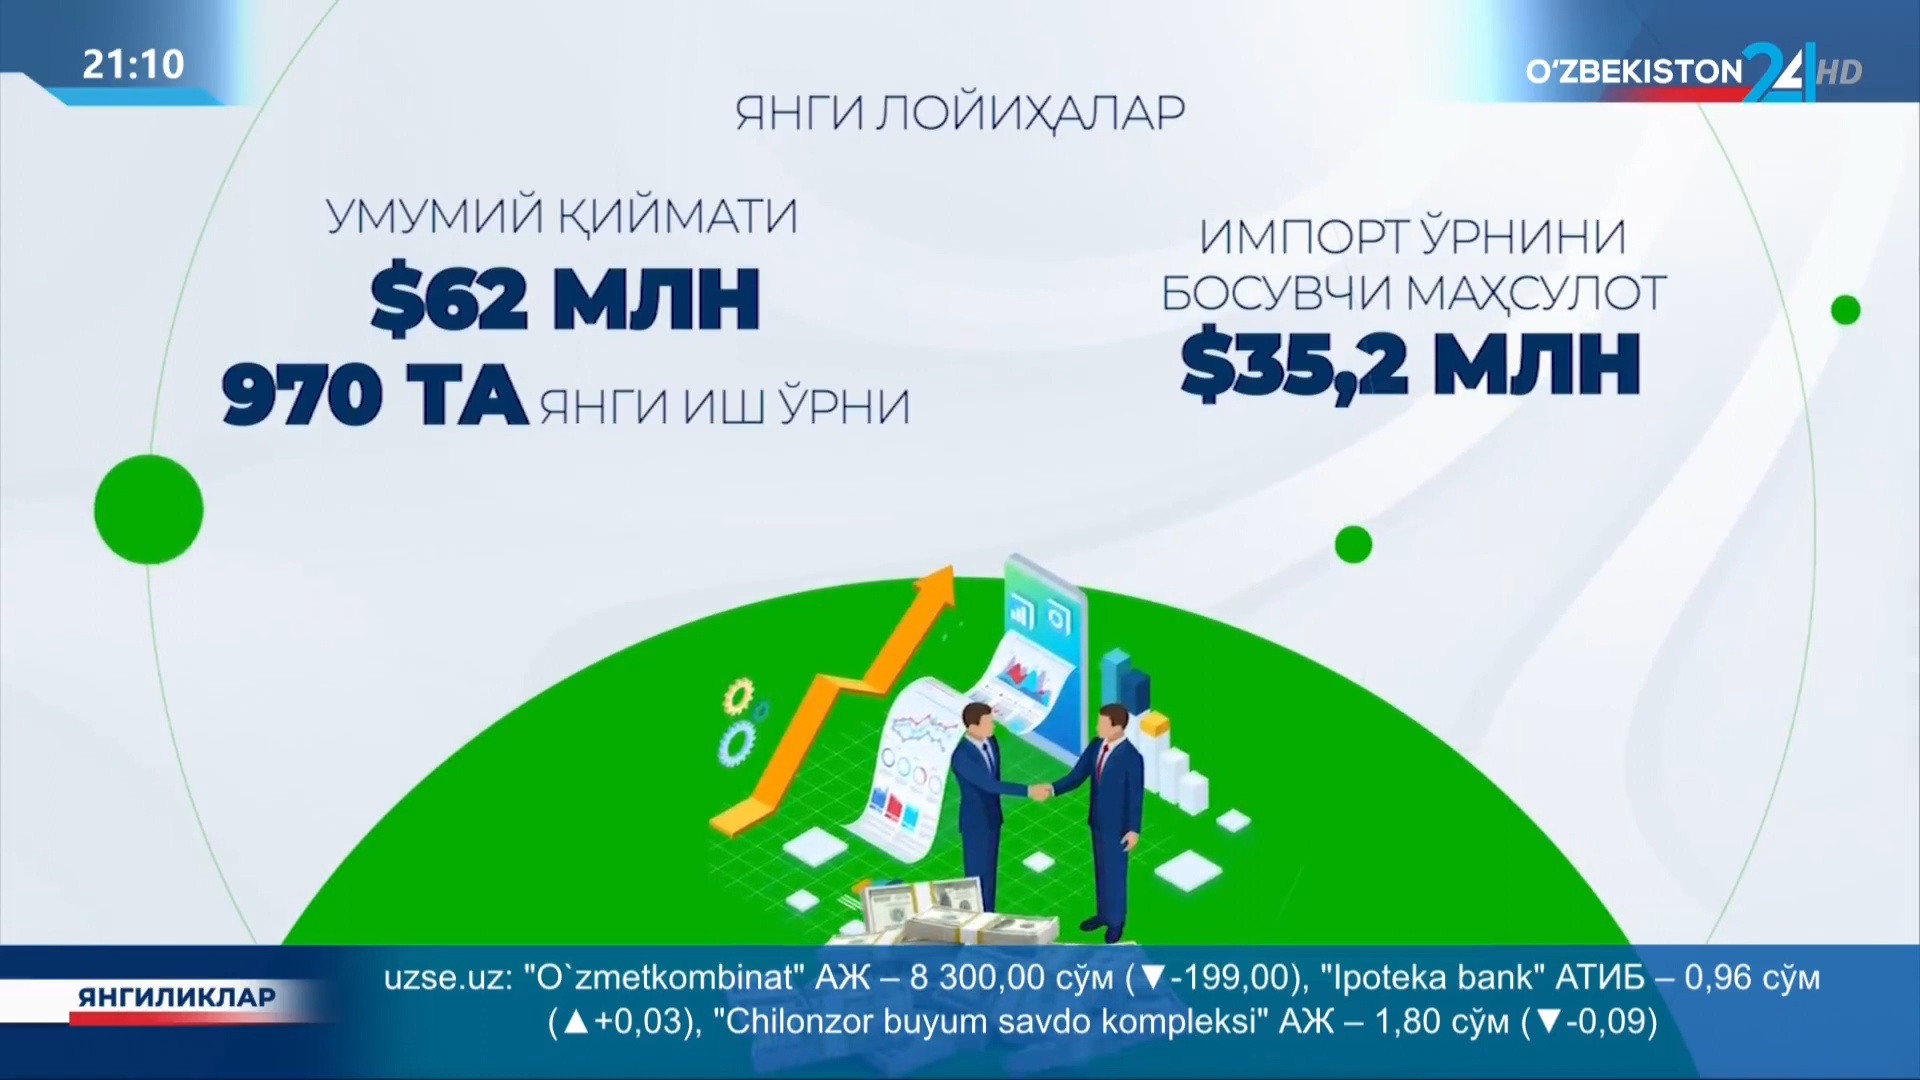 21:10
O‘ZBEKISTON 24 HD
ЯНГИ ЛОЙИҲАЛАР
УМУМИЙ ҚИЙМАТИ
$62 МЛН
970 ТА ЯНГИ ИШ ЎРНИ
ИМПОРТ ЎРНИНИ
БОСУВЧИ МАҲСУЛОТ
$35,2 МЛН
ЯНГИЛИКЛАР
uzse.uz: "O`zmetkombinat" АЖ – 8 300,00 сўм (▼-199,00), "Ipoteka bank" АТИБ – 0,96 сўм
(▲+0,03), "Chilonzor buyum savdo kompleksi" АЖ – 1,80 сўм (▼-0,09)